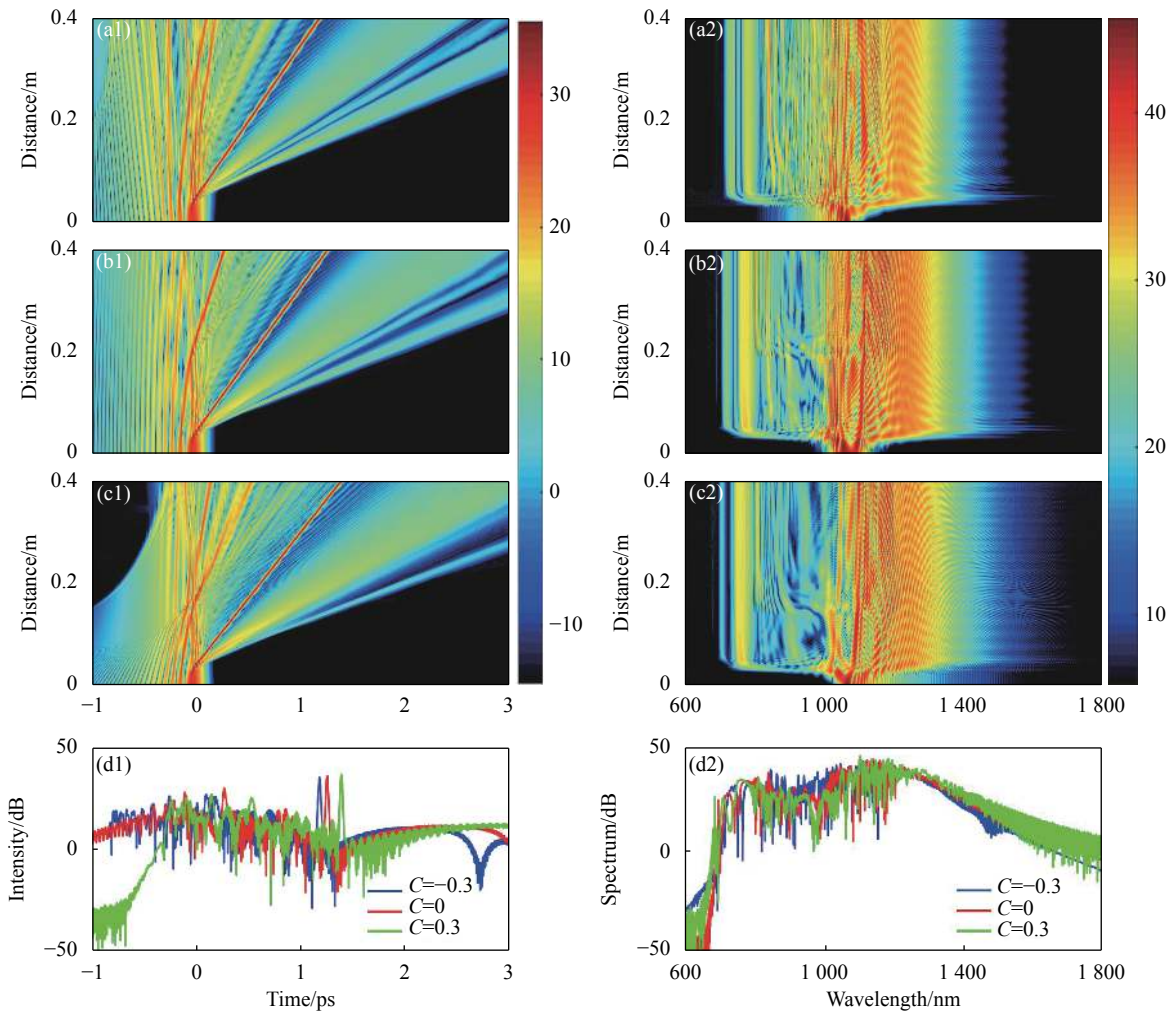 0.4
(a1)
Distance/m
0.2
0
30
20
10
0
−10
0.4
(a2)
Distance/m
0.2
0
40
30
20
10
0.4
(b1)
Distance/m
0.2
0
0.4
(b2)
Distance/m
0.2
0
0.4
(c1)
Distance/m
0.2
0
−1 0 1 2 3
0.4
(c2)
Distance/m
0.2
0
600 1 000 1 400 1 800
50
(d1)
Intensity/dB
0
−50
C=−0.3
C=0
C=0.3
−1 0 1 2 3
Time/ps
50
(d2)
Spectrum/dB
0
−50
C=−0.3
C=0
C=0.3
600 1 000 1 400 1 800
Wavelength/nm